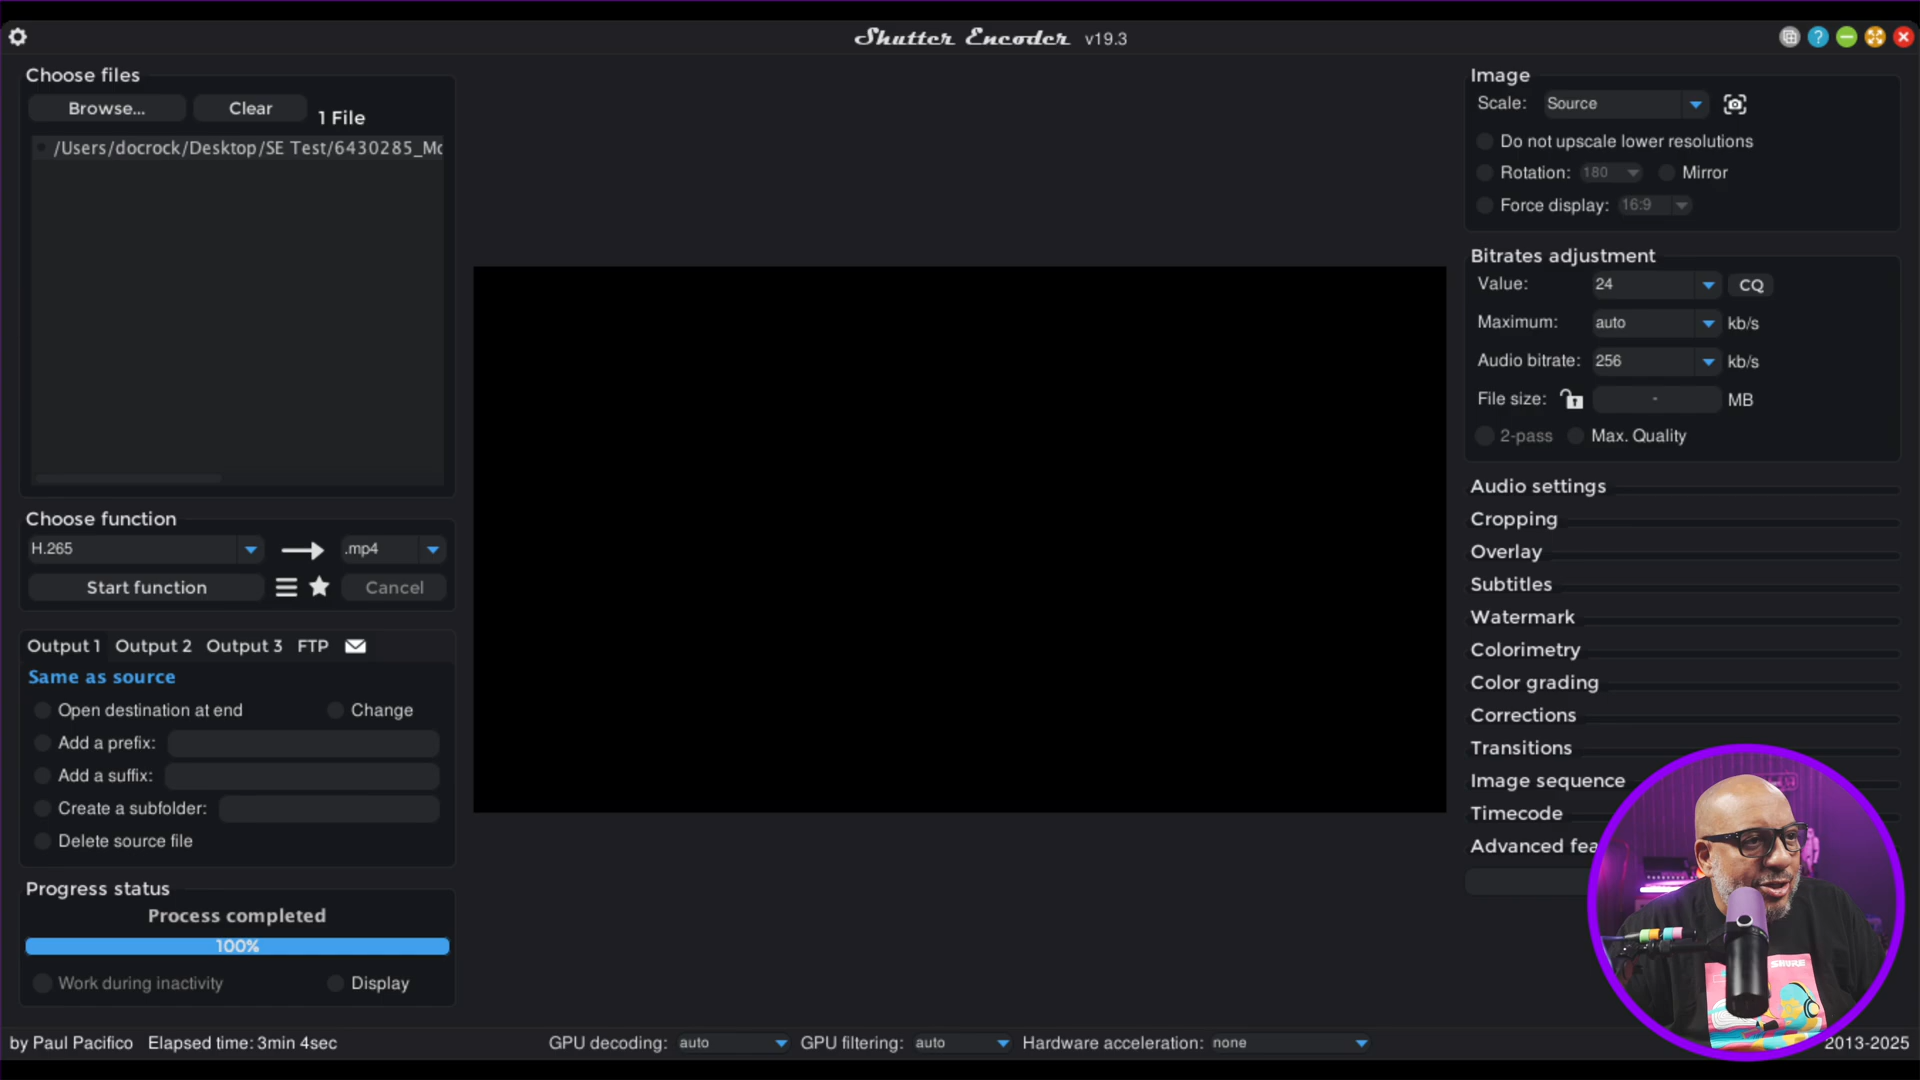 Shutter Encoder v19.3
Choose files
Browse... Clear 1 File
/Users/docrock/Desktop/SE Test/6430285_Mo
Choose function
H.265 .mp4
Start function Cancel
Output 1 Output 2 Output 3 FTP
Same as source
Open destination at end Change
Add a prefix:
Add a suffix:
Create a subfolder:
Delete source file
Progress status
Process completed
100%
Work during inactivity Display
Image
Scale: Source
Do not upscale lower resolutions
Rotation: 180 Mirror
Force display: 16:9
Bitrates adjustment
Value: 24 CQ
Maximum: auto kb/s
Audio bitrate: 256 kb/s
File size: - MB
2-pass Max. Quality
Audio settings
Cropping
Overlay
Subtitles
Watermark
Colorimetry
Color grading
Corrections
Transitions
Image sequence
Timecode
Advanced fea
SHURE
by Paul Pacifico Elapsed time: 3min 4sec GPU decoding: auto GPU filtering: auto Hardware acceleration: none 2013-2025